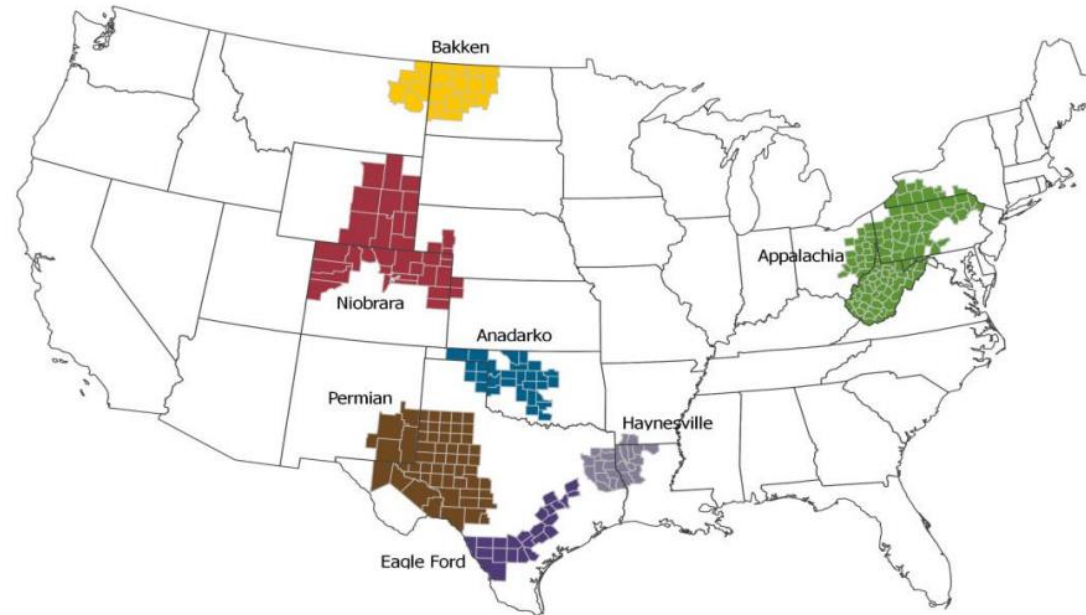 Bakken
Appalachia
Niobrara
Anadarko
Permian
Haynesville
Eagle Ford